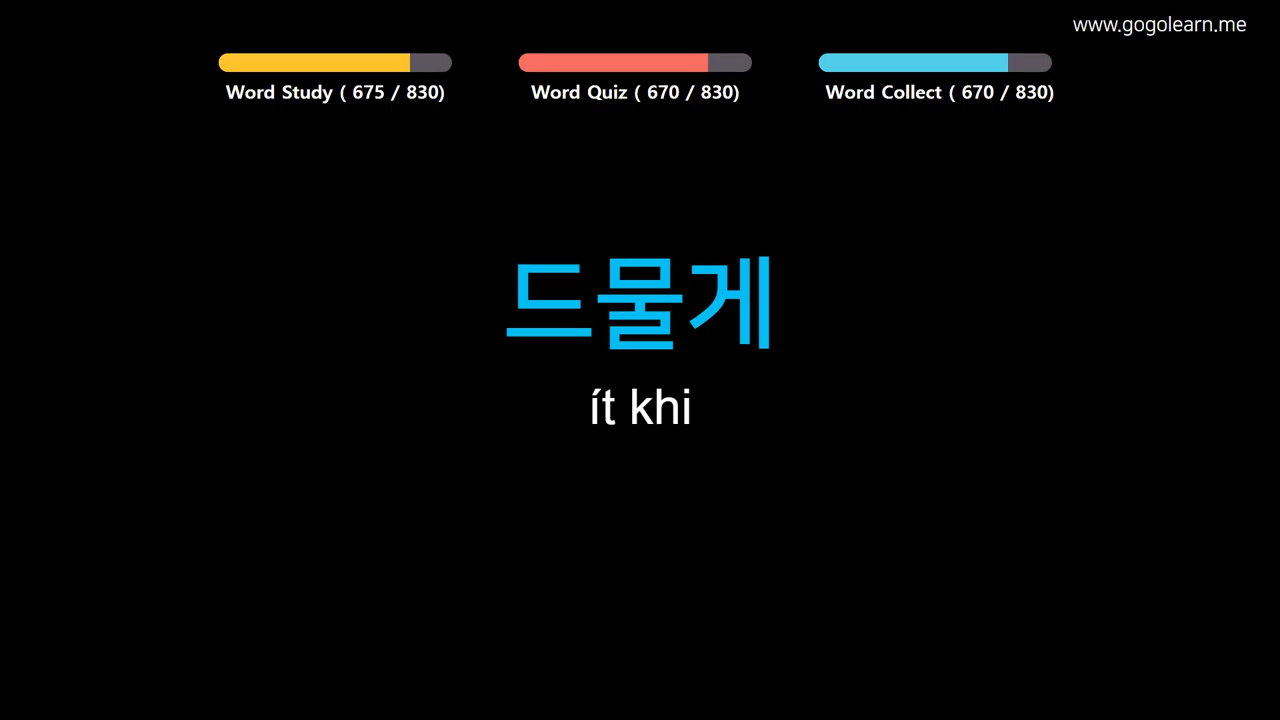 www.gogolearn.me
Word Study ( 675 / 830)
Word Quiz ( 670 / 830)
Word Collect ( 670 / 830)
드물게
ít khi